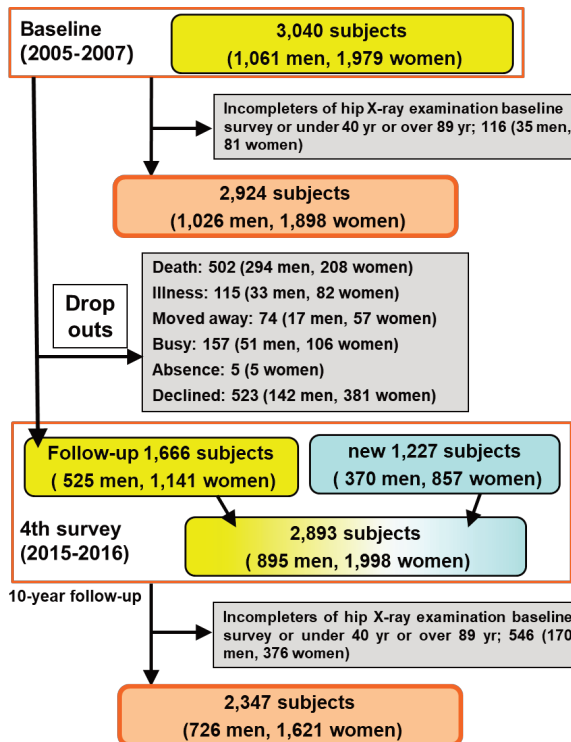 Baseline
(2005-2007)
3,040 subjects
(1,061 men, 1,979 women)
Incompleters of hip X-ray examination baseline
survey or under 40 yr or over 89 yr; 116 (35 men,
81 women)
2,924 subjects
(1,026 men, 1,898 women)
Drop
outs
Death: 502 (294 men, 208 women)
Illness: 115 (33 men, 82 women)
Moved away: 74 (17 men, 57 women)
Busy: 157 (51 men, 106 women)
Absence: 5 (5 women)
Declined: 523 (142 men, 381 women)
Follow-up 1,666 subjects
( 525 men, 1,141 women)
new 1,227 subjects
( 370 men, 857 women)
4th survey
(2015-2016)
2,893 subjects
( 895 men, 1,998 women)
10-year follow-up
Incompleters of hip X-ray examination baseline
survey or under 40 yr or over 89 yr; 546 (170
men, 376 women)
2,347 subjects
(726 men, 1,621 women)